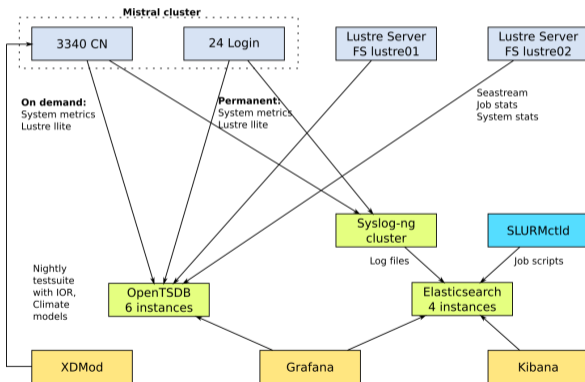 Mistral cluster
3340 CN
24 Login
Lustre Server
FS lustre01
Lustre Server
FS lustre02
On demand:
System metrics
Lustre llite
Permanent:
System metrics
Lustre llite
Seastream
Job stats
System stats
Syslog-ng
cluster
SLURMctld
Log files
Job scripts
Nightly
testsuite
with IOR,
Climate
models
OpenTSDB
6 instances
Elasticsearch
4 instances
XDMod
Grafana
Kibana